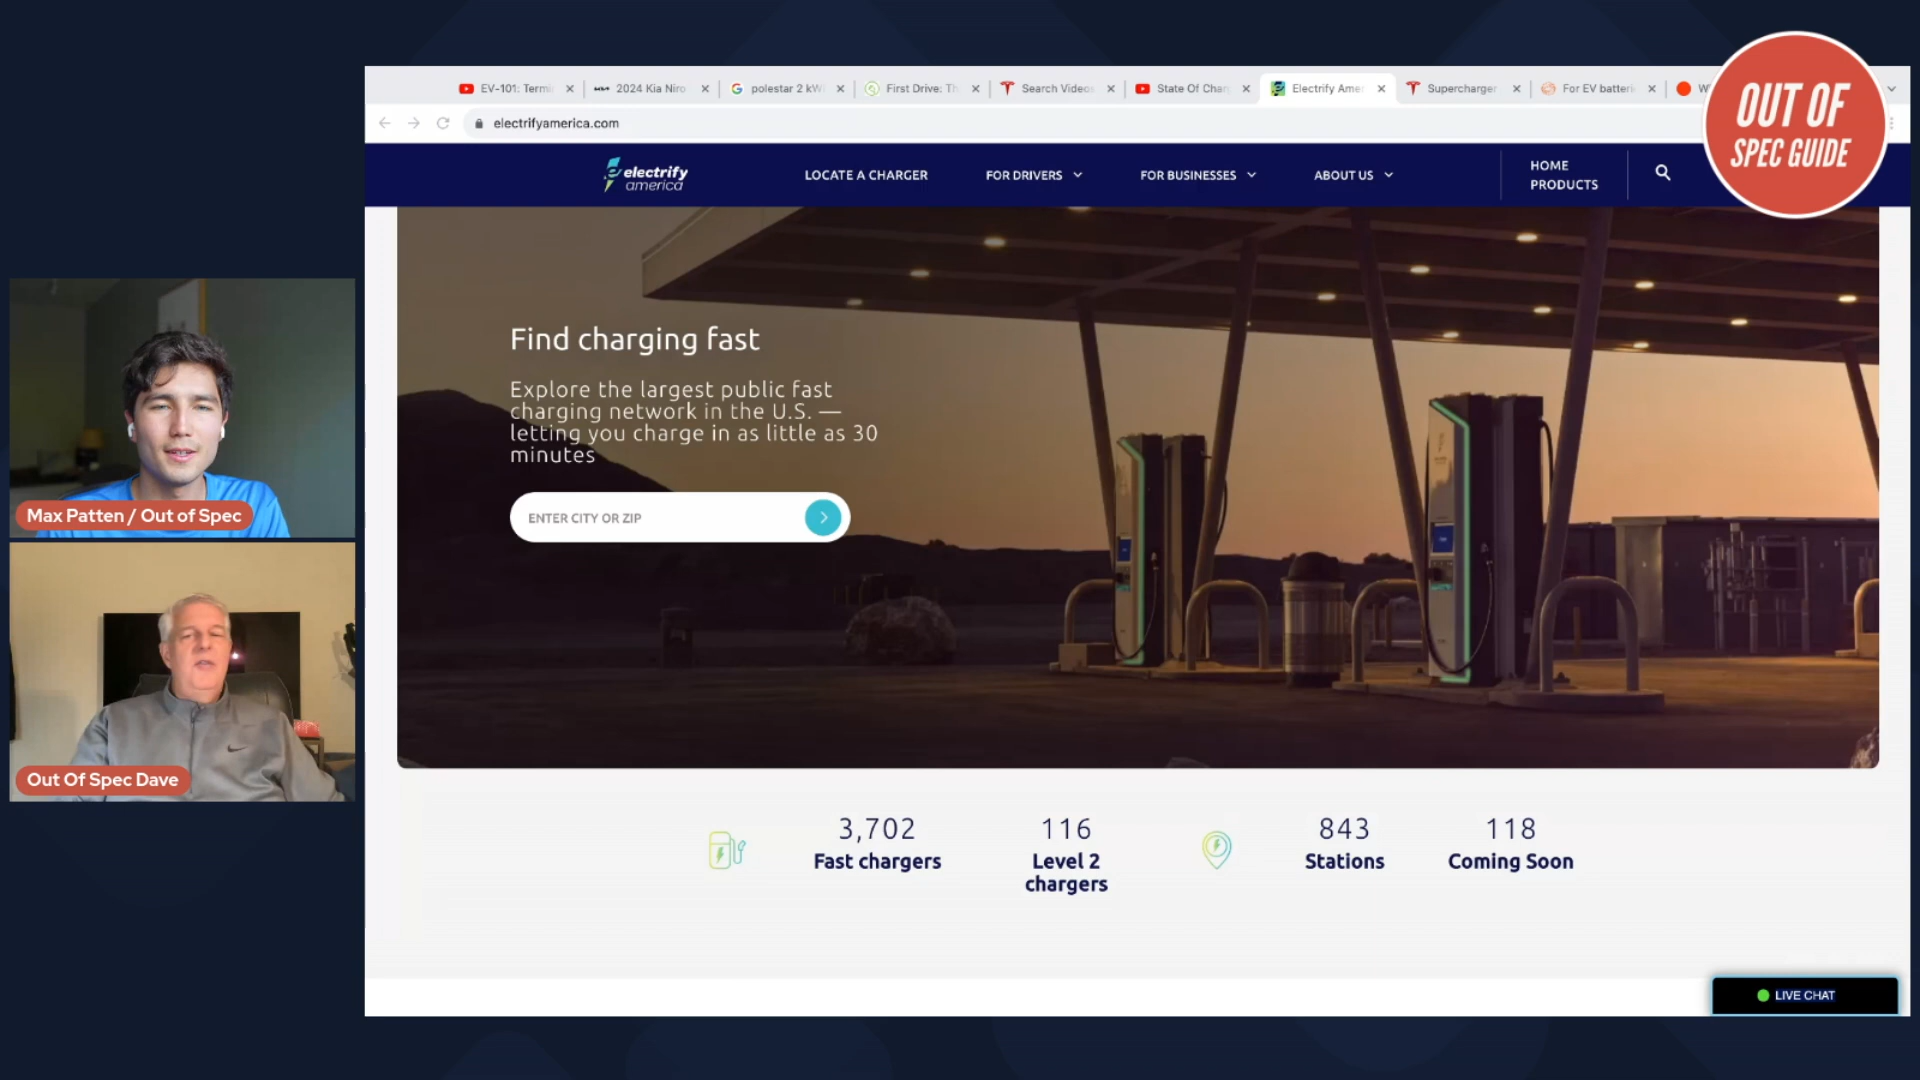 EV-101: Termi
2024 Kia Niro
polestar 2 kW
First Drive: Th
Search Videos
State Of Char
Electrify Amer
Supercharger
For EV batteri
electrifyamerica.com
OUT OF
SPEC GUIDE
electrify
america
LOCATE A CHARGER
FOR DRIVERS
FOR BUSINESSES
ABOUT US
HOME
PRODUCTS
Find charging fast
Explore the largest public fast
charging network in the U.S. —
letting you charge in as little as 30
minutes
ENTER CITY OR ZIP
Max Patten / Out of Spec
Out Of Spec Dave
3,702
Fast chargers
116
Level 2
chargers
843
Stations
118
Coming Soon
LIVE CHAT